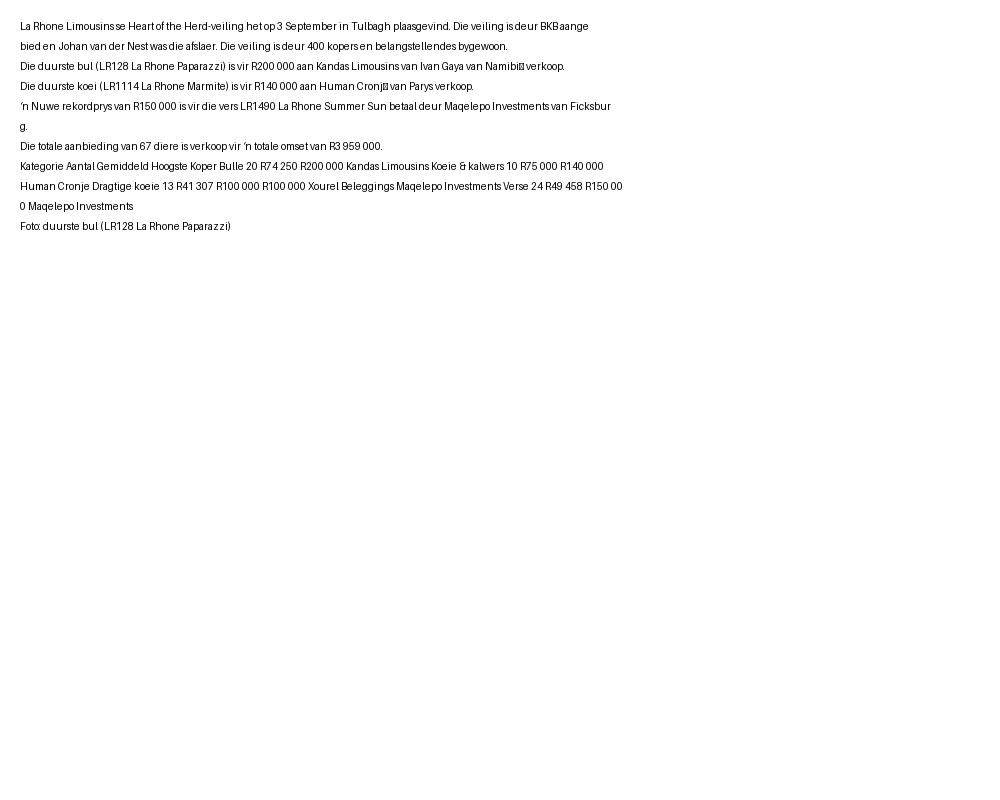 La Rhone Limousins se Heart of the Herd-veiling het op 3 September in Tulbagh plaasgevind. Die veiling is deur BKB aange
bied en Johan van der Nest was die afslaer. Die veiling is deur 400 kopers en belangstellendes bygewoon.
Die duurste bul (LR128 La Rhone Paparazzi) is vir R200 000 aan Kandas Limousins van Ivan Gaya van Namibi□ verkoop.
Die duurste koei (LR1114 La Rhone Marmite) is vir R140 000 aan Human Cronj□ van Parys verkoop.
’n Nuwe rekordprys van R150 000 is vir die vers LR1490 La Rhone Summer Sun betaal deur Maqelepo Investments van Ficksbur
g.
Die totale aanbieding van 67 diere is verkoop vir ’n totale omset van R3 959 000.
Kategorie Aantal Gemiddeld Hoogste Koper Bulle 20 R74 250 R200 000 Kandas Limousins Koeie & kalwers 10 R75 000 R140 000
Human Cronje Dragtige koeie 13 R41 307 R100 000 R100 000 Xourel Beleggings Maqelepo Investments Verse 24 R49 458 R150 00
0 Maqelepo Investments
Foto: duurste bul (LR128 La Rhone Paparazzi)